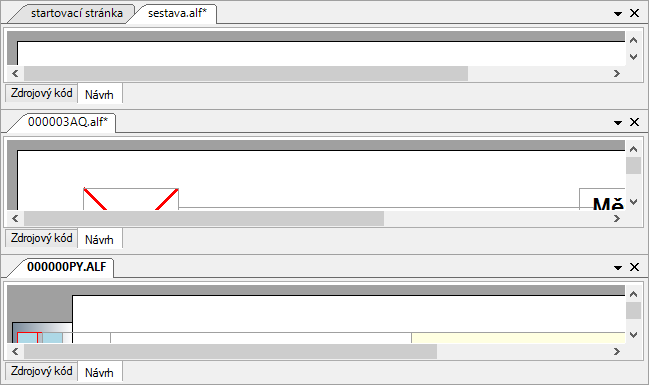 startovací stránka
sestava.alf*
Zdrojový kód
Návrh
000003AQ.alf*
Mě
Zdrojový kód
Návrh
000000PY.ALF
Zdrojový kód
Návrh